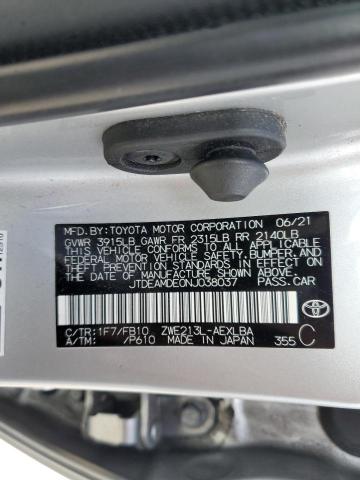 MFD.BY:TOYOTA MOTOR CORPORATION 06/21
GVWR 3915LB GAWR FR 2315LB RR 2140LB
THIS VEHICLE CONFORMS TO ALL APPLICABLE
FEDERAL MOTOR VEHICLE SAFETY, BUMPER, AND
THEFT PREVENTION STANDARDS IN EFFECT ON
THE DATE OF MANUFACTURE SHOWN ABOVE.
JTDEAMDE0NJ038037 PASS.CAR
C/TR:1F7/FB10 ZWE213L-AEXLBA
A/TM: /P610 MADE IN JAPAN 355 C